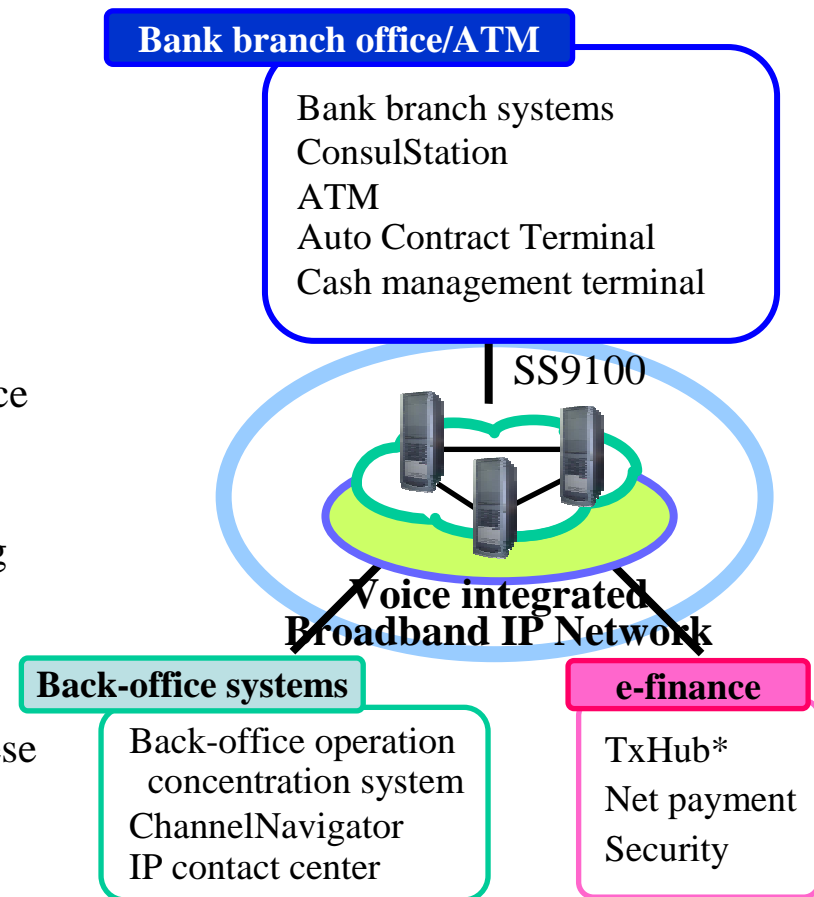 Bank branch office/ATM
Bank branch systems
ConsulStation
ATM
Auto Contract Terminal
Cash management terminal
SS9100
Voice integrated
Broadband IP Network
Back-office systems
Back-office operation
concentration system
ChannelNavigator
IP contact center
e-finance
TxHub*
Net payment
Security